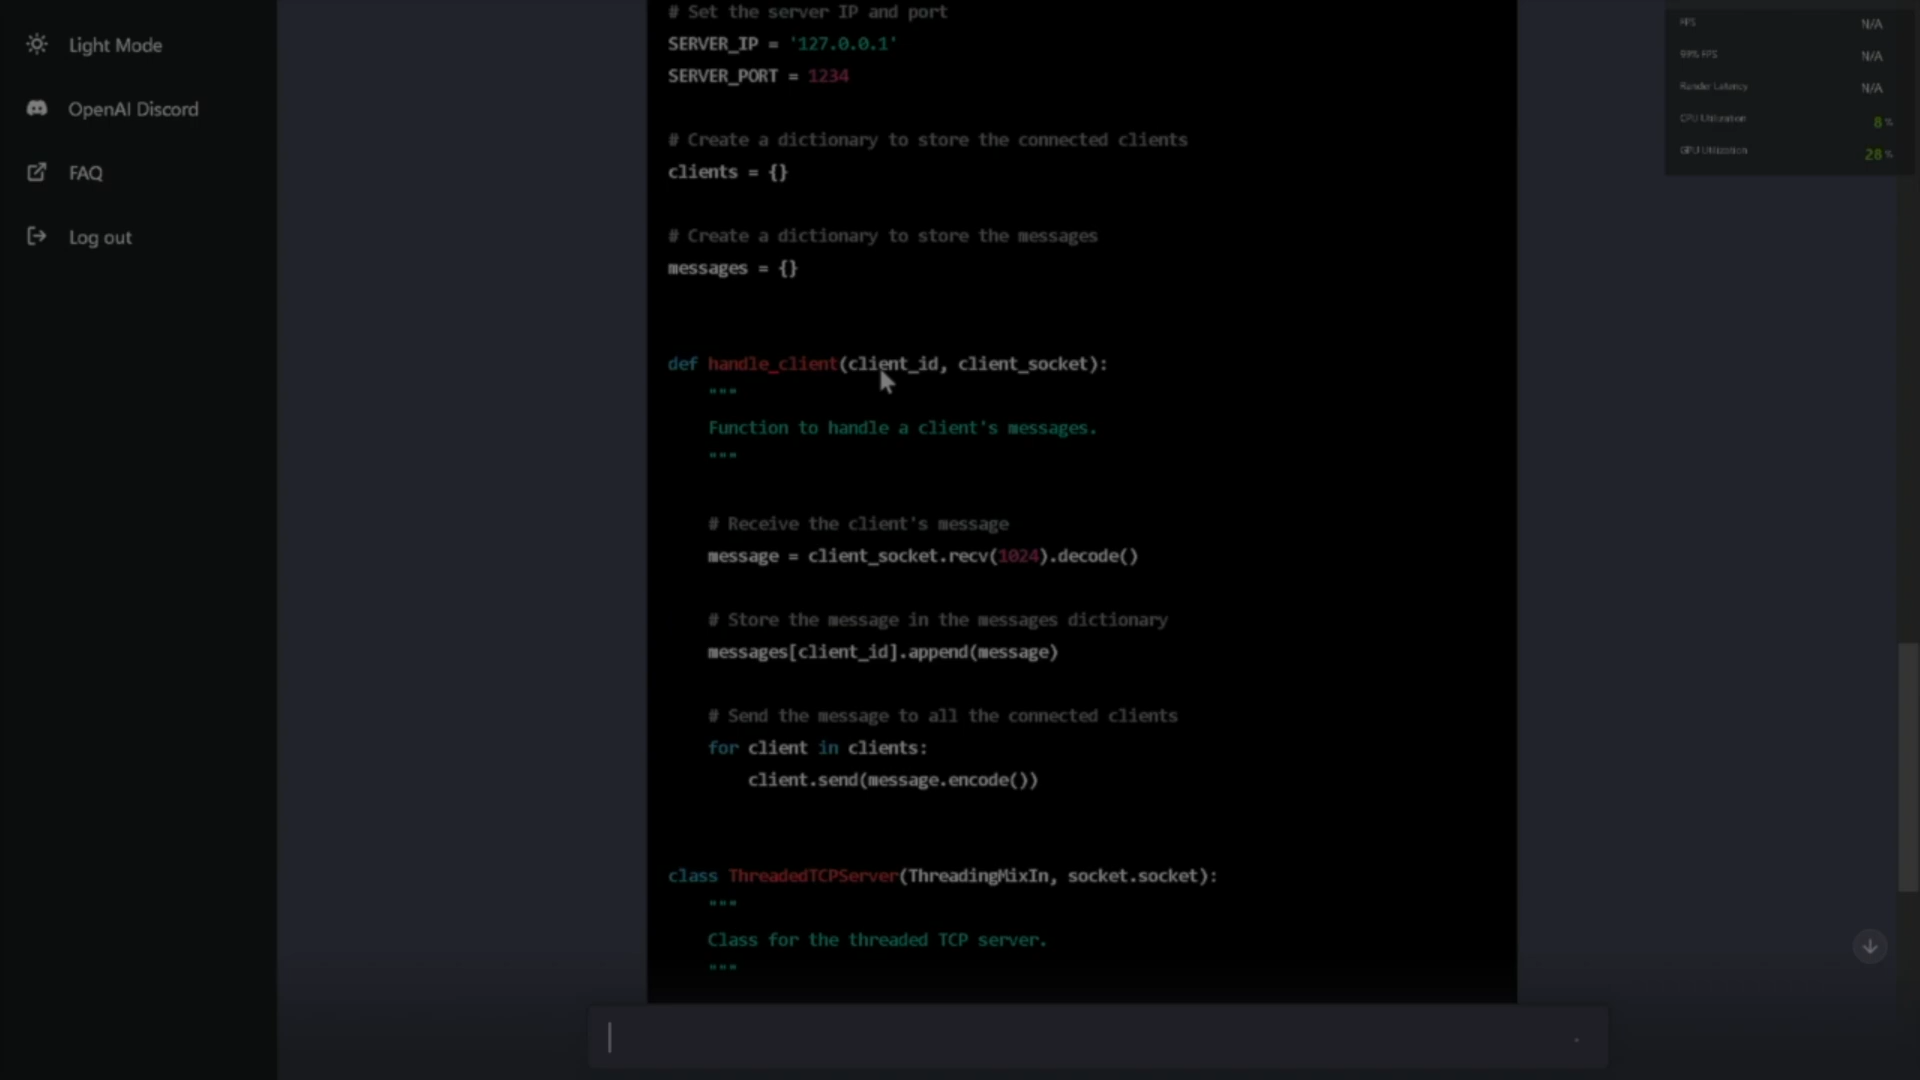 Light Mode
OpenAI Discord
FAQ
Log out
# Set the server IP and port
SERVER_IP = '127.0.0.1'
SERVER_PORT = 1234
# Create a dictionary to store the connected clients
clients = {}
# Create a dictionary to store the messages
messages = {}
def handle_client(client_id, client_socket):
"""
Function to handle a client's messages.
"""
# Receive the client's message
message = client_socket.recv(1024).decode()
# Store the message in the messages dictionary
messages[client_id].append(message)
# Send the message to all the connected clients
for client in clients:
client.send(message.encode())
class ThreadedTCPServer(ThreadingMixIn, socket.socket):
"""
Class for the threaded TCP server.
"""
FPS N/A
99% FPS N/A
Render Latency N/A
CPU Utilization 8%
GPU Utilization 28%